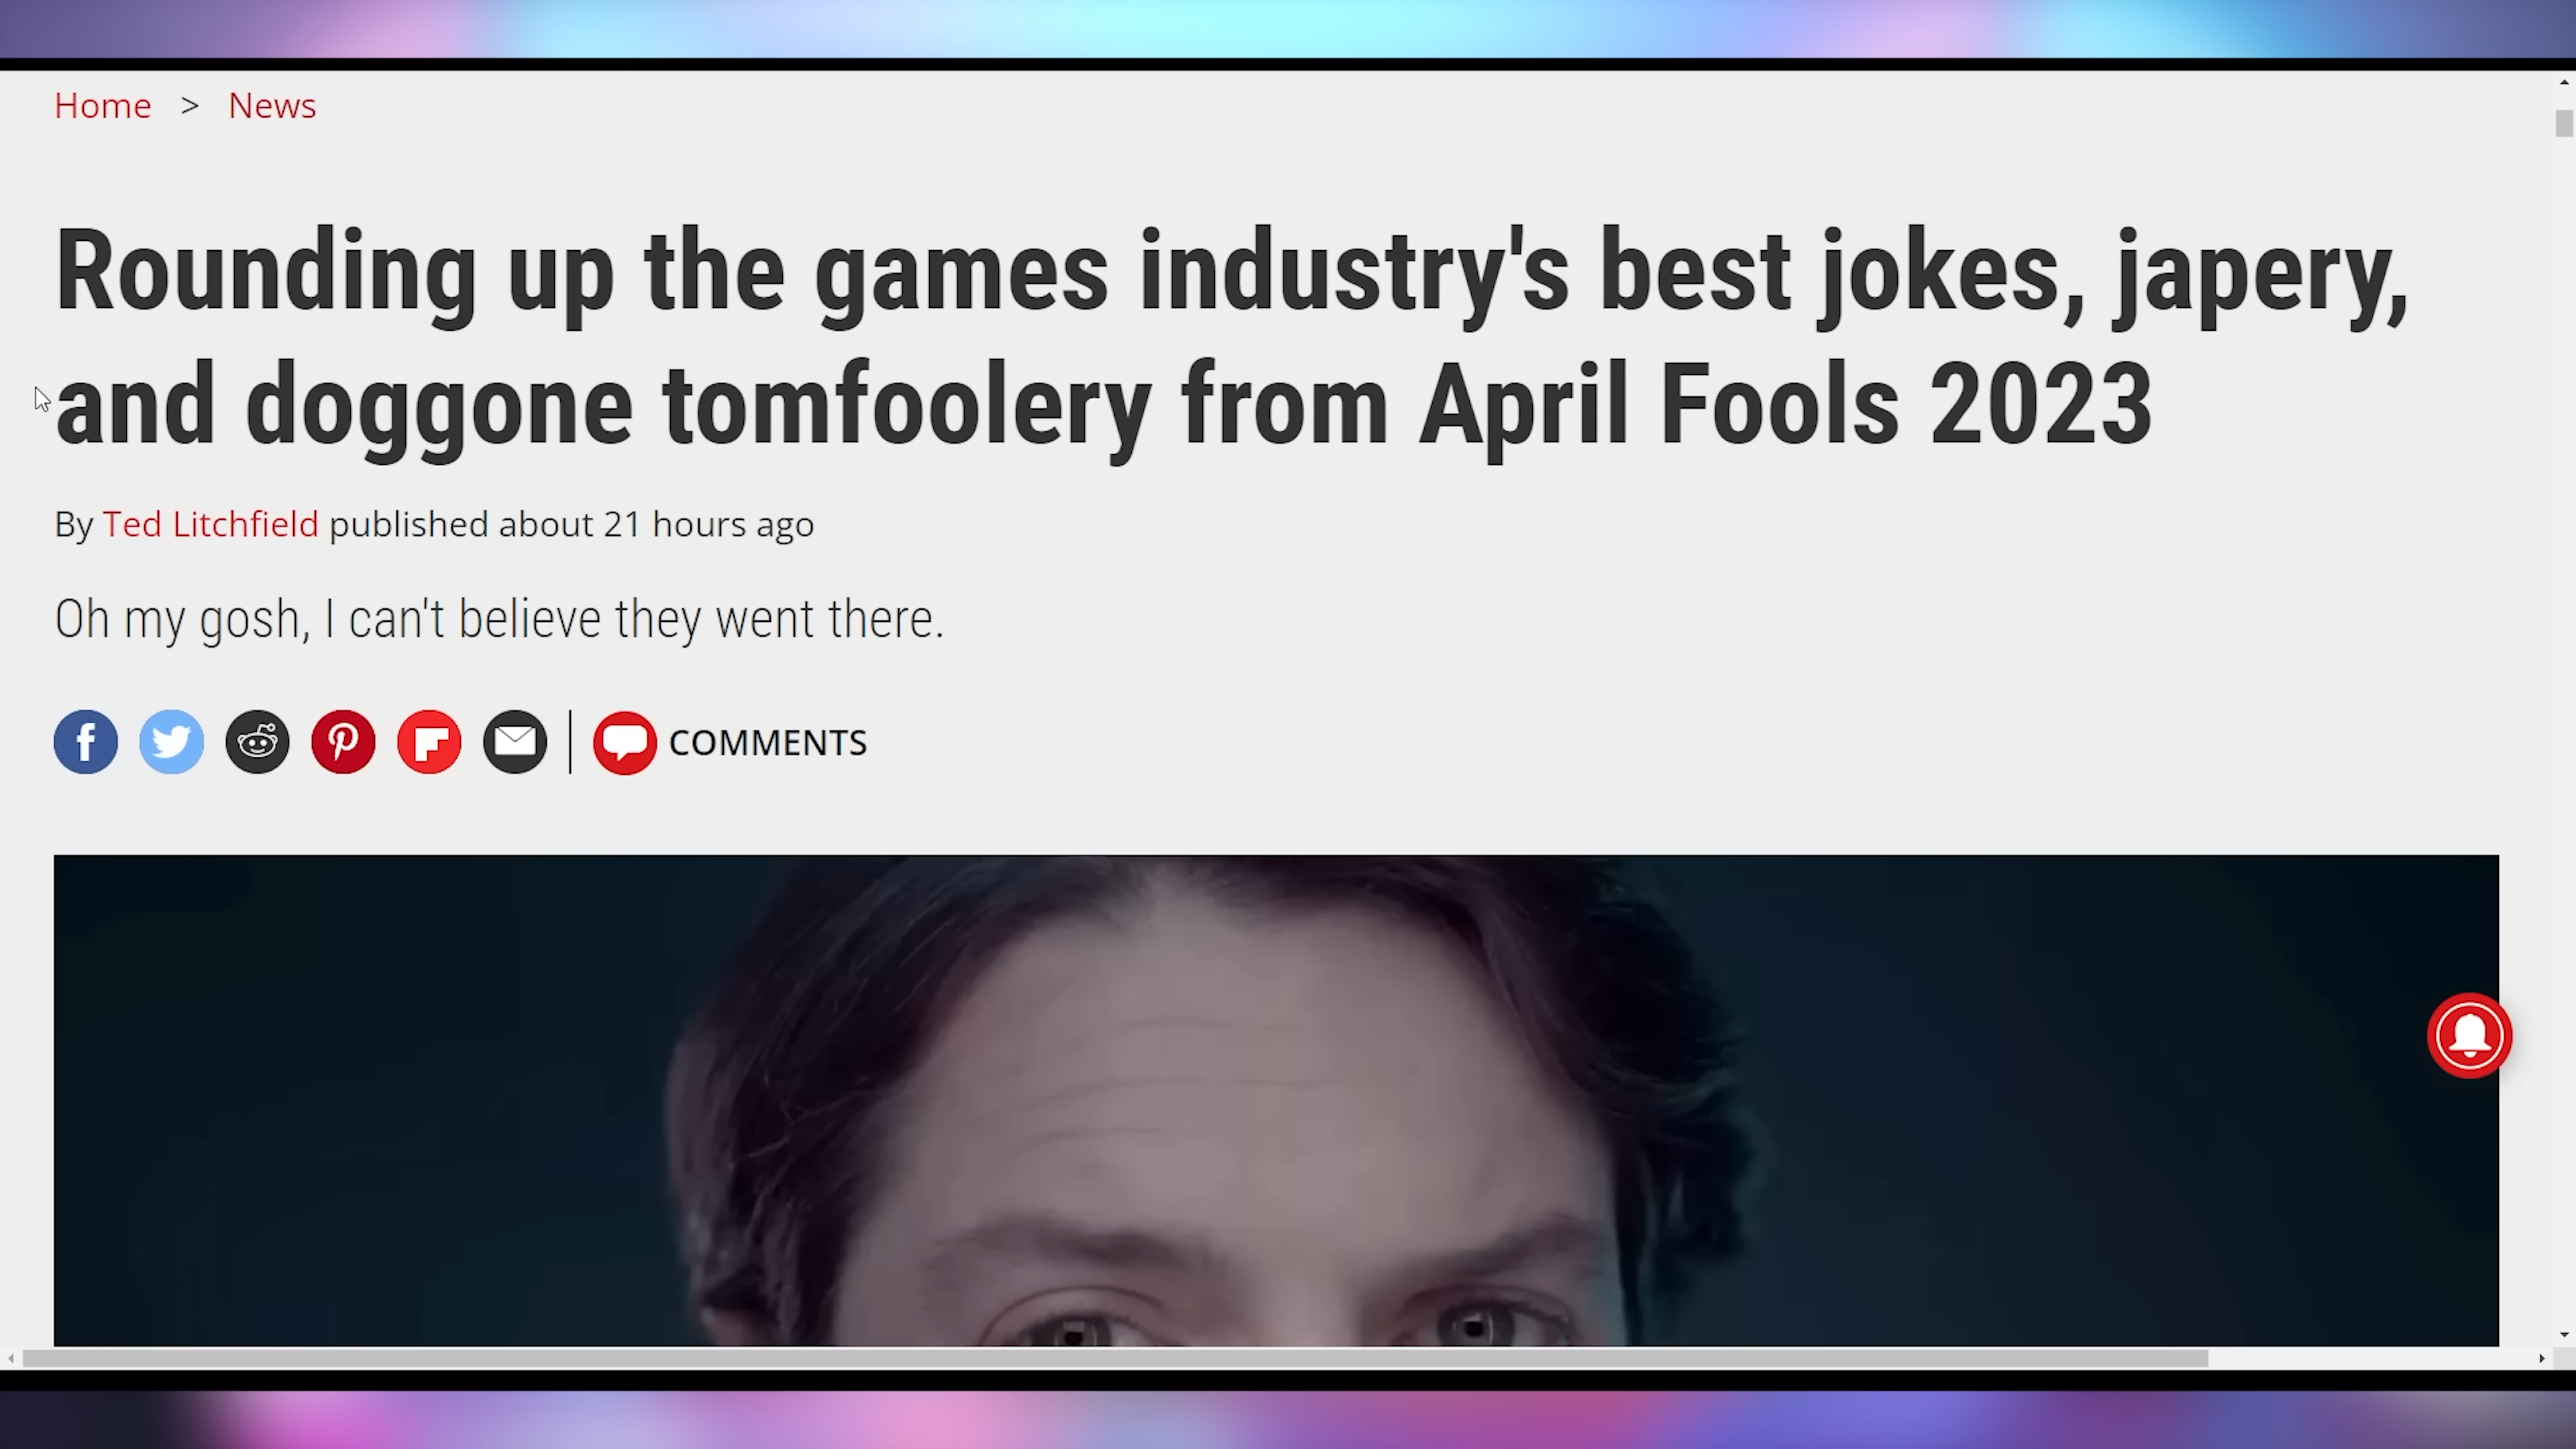 Home > News
Rounding up the games industry's best jokes, japery,
and doggone tomfoolery from April Fools 2023
By Ted Litchfield published about 21 hours ago
Oh my gosh, I can't believe they went there.
COMMENTS